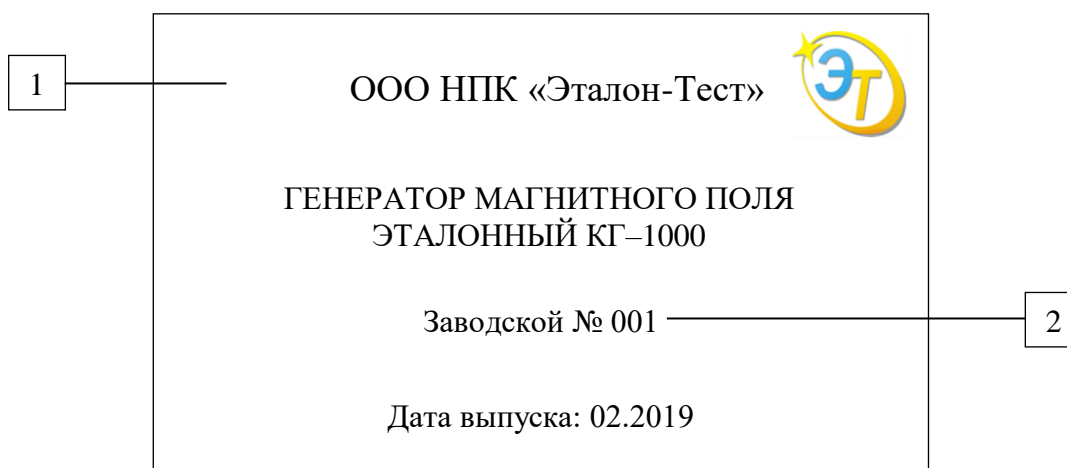 1
ООО НПК «Эталон-Тест»
ЭТ
ГЕНЕРАТОР МАГНИТНОГО ПОЛЯ
ЭТАЛОННЫЙ КГ–1000
Заводской № 001
2
Дата выпуска: 02.2019